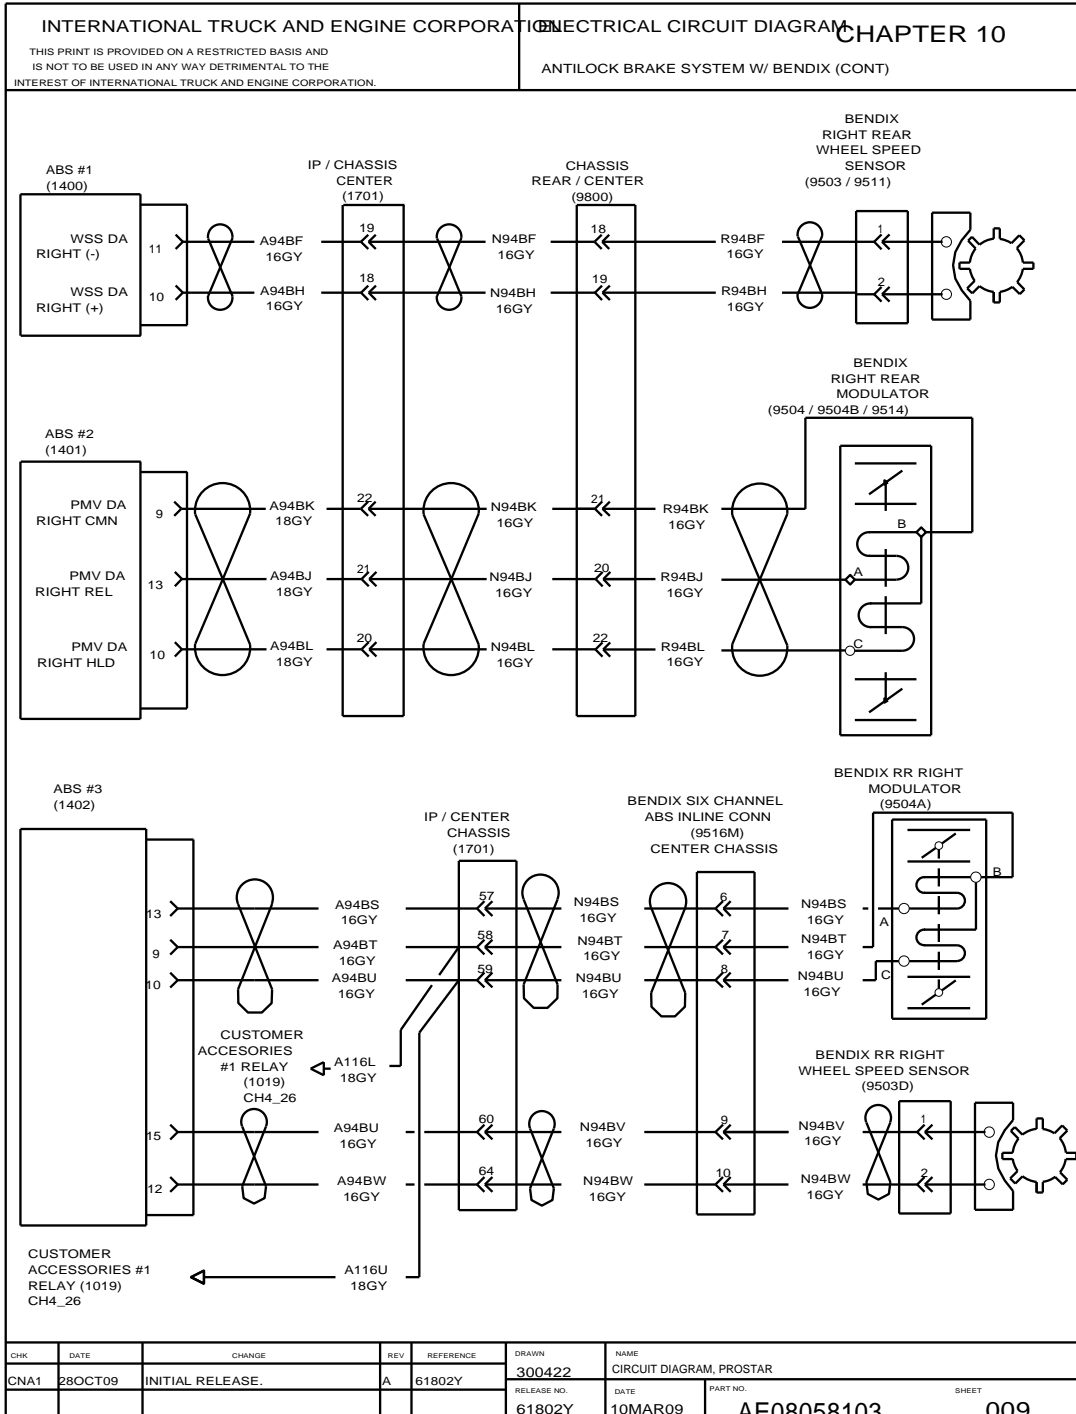 INTERNATIONAL TRUCK AND ENGINE CORPORATION
THIS PRINT IS PROVIDED ON A RESTRICTED BASIS AND
IS NOT TO BE USED IN ANY WAY DETRIMENTAL TO THE
INTEREST OF INTERNATIONAL TRUCK AND ENGINE CORPORATION.
ELECTRICAL CIRCUIT DIAGRAM
CHAPTER 10
ANTILOCK BRAKE SYSTEM W/ BENDIX (CONT)
ABS #1
(1400)
IP / CHASSIS
CENTER
(1701)
CHASSIS
REAR / CENTER
(9800)
BENDIX
RIGHT REAR
WHEEL SPEED
SENSOR
(9503 / 9511)
WSS DA
RIGHT (-)
11
A94BF
16GY
19
N94BF
16GY
18
R94BF
16GY
1
WSS DA
RIGHT (+)
10
A94BH
16GY
18
N94BH
16GY
19
R94BH
16GY
2
BENDIX
RIGHT REAR
MODULATOR
(9504 / 9504B / 9514)
ABS #2
(1401)
PMV DA
RIGHT CMN
9
A94BK
18GY
22
N94BK
16GY
21
R94BK
16GY
B
PMV DA
RIGHT REL
13
A94BJ
18GY
21
N94BJ
16GY
20
R94BJ
16GY
A
PMV DA
RIGHT HLD
10
A94BL
18GY
20
N94BL
16GY
22
R94BL
16GY
C
ABS #3
(1402)
IP / CENTER
CHASSIS
(1701)
BENDIX SIX CHANNEL
ABS INLINE CONN
(9516M)
CENTER CHASSIS
BENDIX RR RIGHT
MODULATOR
(9504A)
13
A94BS
16GY
57
N94BS
16GY
6
N94BS
16GY
A
B
9
A94BT
16GY
58
N94BT
16GY
7
N94BT
16GY
10
A94BU
16GY
59
N94BU
16GY
8
N94BU
16GY
C
CUSTOMER
ACCESORIES
#1 RELAY
(1019)
CH4_26
A116L
18GY
BENDIX RR RIGHT
WHEEL SPEED SENSOR
(9503D)
15
A94BU
16GY
60
N94BV
16GY
9
N94BV
16GY
1
12
A94BW
16GY
64
N94BW
16GY
10
N94BW
16GY
2
CUSTOMER
ACCESSORIES #1
RELAY (1019)
CH4_26
A116U
18GY
CHK DATE CHANGE REV REFERENCE
CNA1 28OCT09 INITIAL RELEASE. A 61802Y
DRAWN
300422
NAME
CIRCUIT DIAGRAM, PROSTAR
RELEASE NO.
61802Y
DATE
10MAR09
PART NO.
AE08058103
SHEET
009